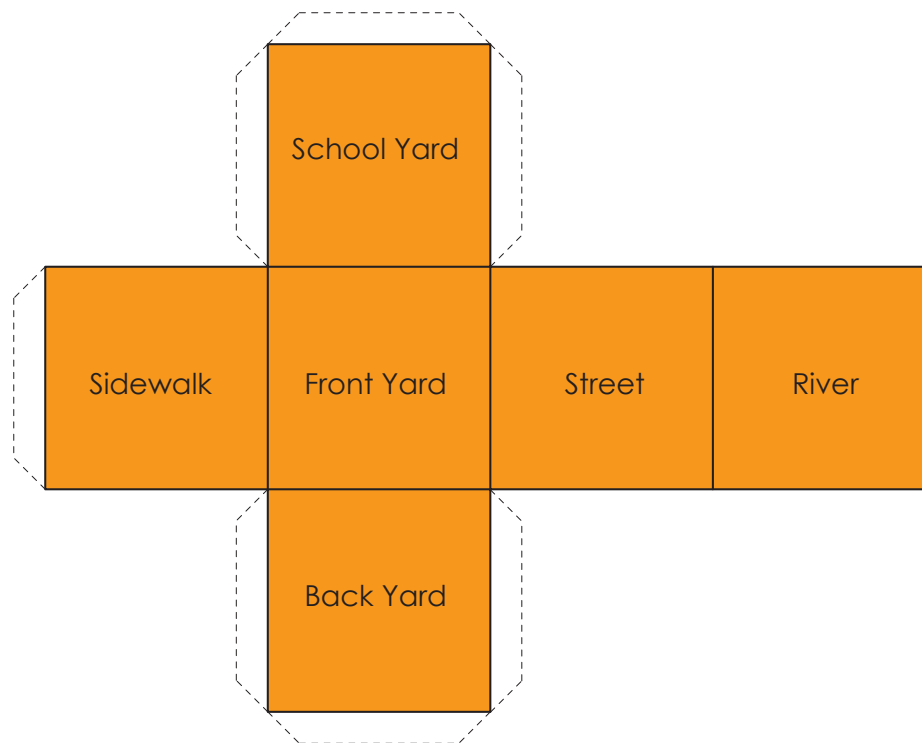 School Yard
Sidewalk
Front Yard
Street
River
Back Yard